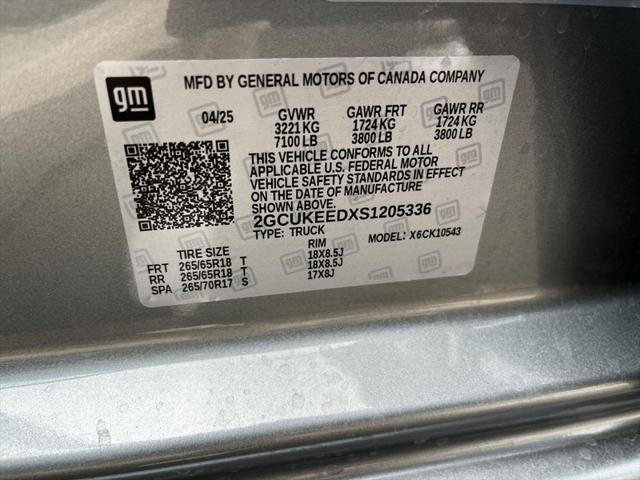 gm
MFD BY GENERAL MOTORS OF CANADA COMPANY
04/25 GVWR GAWR FRT GAWR RR
3221 KG 1724 KG 1724 KG
7100 LB 3800 LB 3800 LB
THIS VEHICLE CONFORMS TO ALL
APPLICABLE U.S. FEDERAL MOTOR
VEHICLE SAFETY STANDARDS IN EFFECT
ON THE DATE OF MANUFACTURE
SHOWN ABOVE.
2GCUKEEDXS1205336
TYPE: TRUCK MODEL: X6CK10543
TIRE SIZE RIM
FRT 265/65R18 T 18X8.5J
RR 265/65R18 T 18X8.5J
SPA 265/70R17 S 17X8J